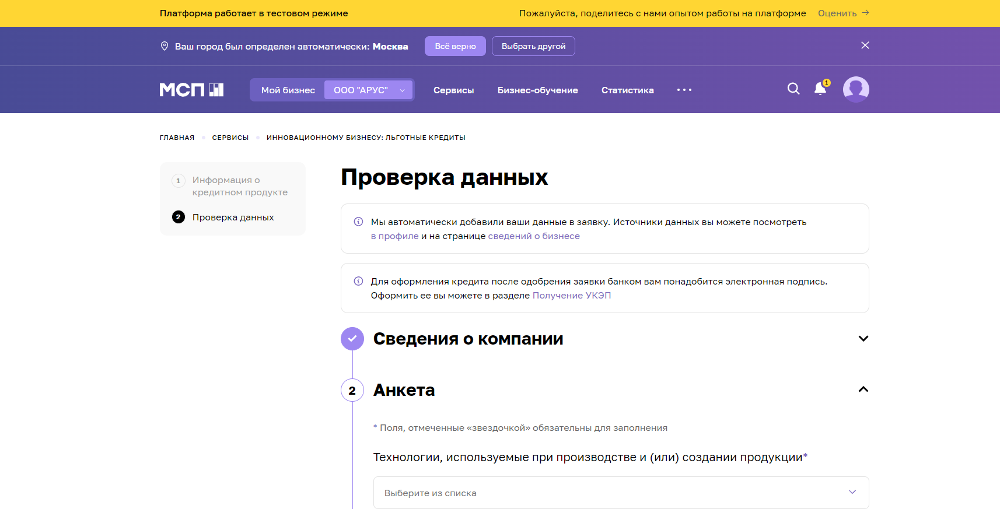 Платформа работает в тестовом режиме
Пожалуйста, поделитесь с нами опытом работы на платформе Оценить →
Ваш город был определен автоматически: Москва
Всё верно
Выбрать другой
МСП
Мой бизнес
ООО "АРУС"
Сервисы
Бизнес-обучение
Статистика
1
ГЛАВНАЯ
СЕРВИСЫ
ИННОВАЦИОННОМУ БИЗНЕСУ: ЛЬГОТНЫЕ КРЕДИТЫ
1 Информация о
кредитном продукте
2 Проверка данных
Проверка данных
Мы автоматически добавили ваши данные в заявку. Источники данных вы можете посмотреть
в профиле и на странице сведений о бизнесе
Для оформления кредита после одобрения заявки банком вам понадобится электронная подпись.
Оформить ее вы можете в разделе Получение УКЭП
Сведения о компании
2 Анкета
* Поля, отмеченные «звездочкой» обязательны для заполнения
Технологии, используемые при производстве и (или) создании продукции*
Выберите из списка